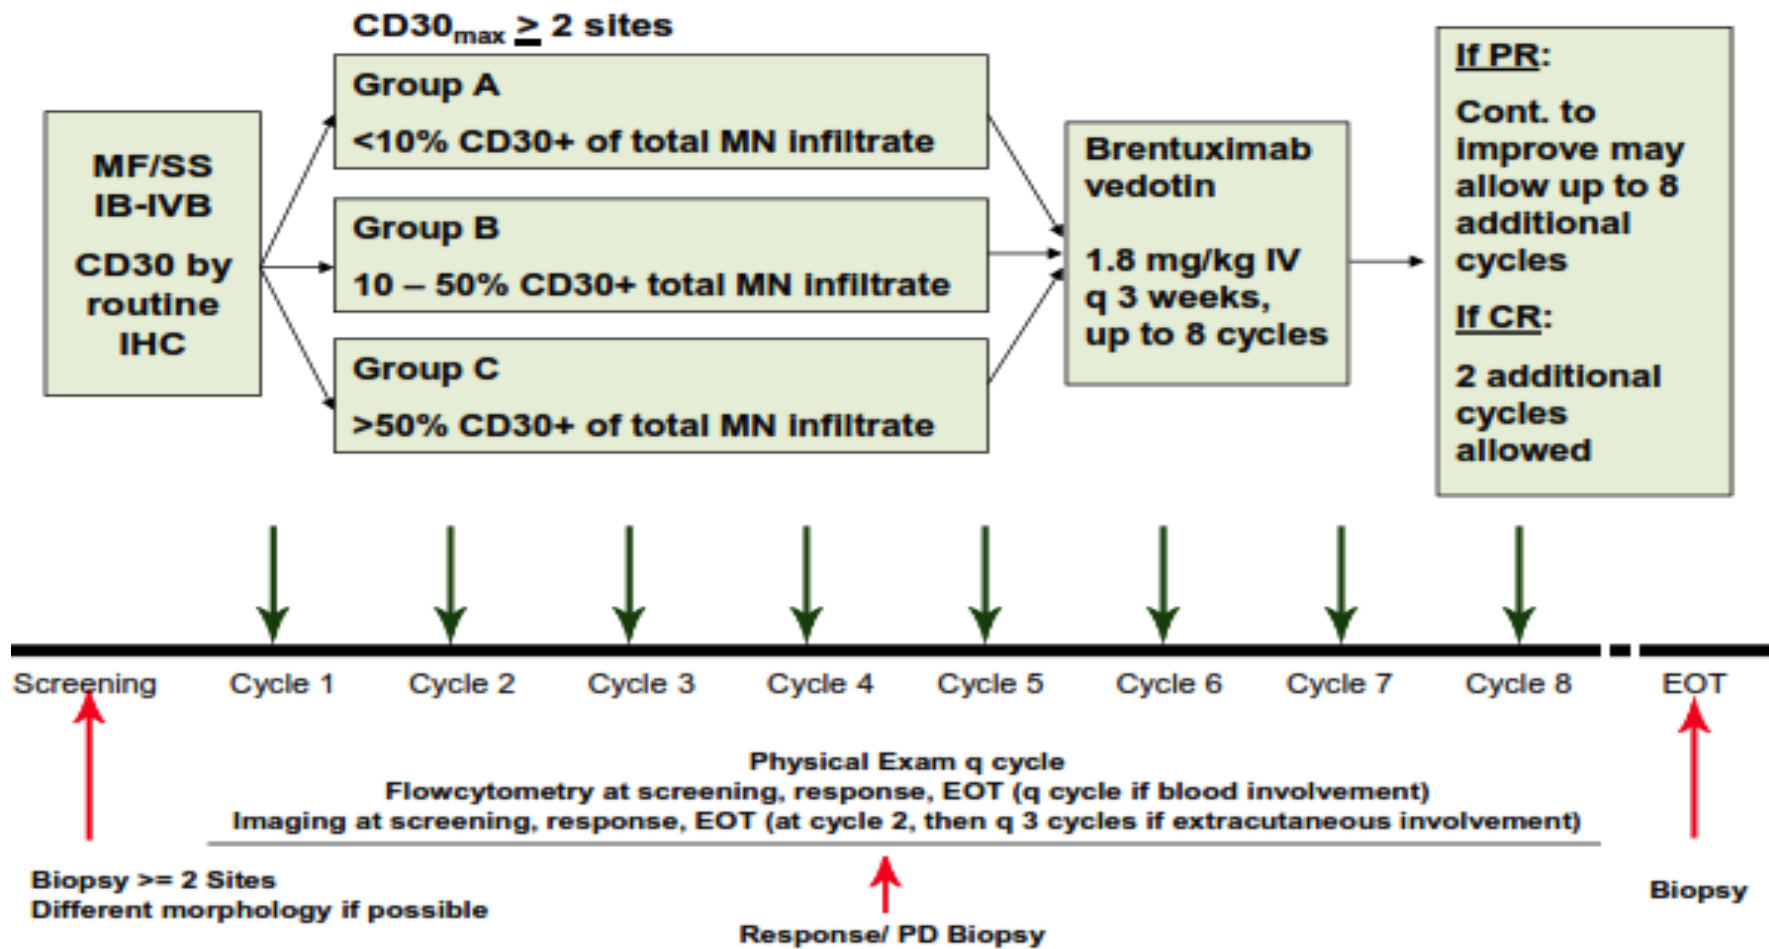 CD30max ≥ 2 sites
MF/SS
IB-IVB
CD30 by
routine
IHC
Group A
<10% CD30+ of total MN infiltrate
Group B
10 – 50% CD30+ total MN infiltrate
Group C
>50% CD30+ of total MN infiltrate
Brentuximab
vedotin
1.8 mg/kg IV
q 3 weeks,
up to 8 cycles
If PR:
Cont. to
improve may
allow up to 8
additional
cycles
If CR:
2 additional
cycles
allowed
Screening
Cycle 1
Cycle 2
Cycle 3
Cycle 4
Cycle 5
Cycle 6
Cycle 7
Cycle 8
EOT
Physical Exam q cycle
Flowcytometry at screening, response, EOT (q cycle if blood involvement)
Imaging at screening, response, EOT (at cycle 2, then q 3 cycles if extracutaneous involvement)
Biopsy >= 2 Sites
Different morphology if possible
Response/ PD Biopsy
Biopsy